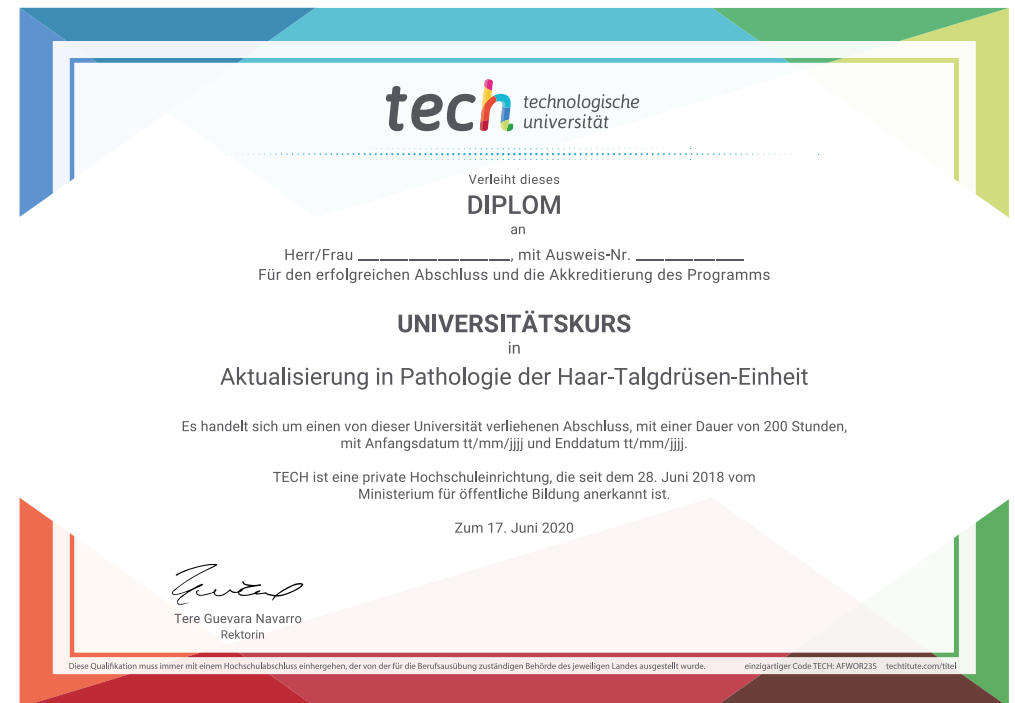 tech technologische
universität
Verleiht dieses
DIPLOM
an
Herr/Frau ____________________, mit Ausweis-Nr. ______________
Für den erfolgreichen Abschluss und die Akkreditierung des Programms
UNIVERSITÄTSKURS
in
Aktualisierung in Pathologie der Haar-Talgdrüsen-Einheit
Es handelt sich um einen von dieser Universität verliehenen Abschluss, mit einer Dauer von 200 Stunden,
mit Anfangsdatum tt/mm/jjjj und Enddatum tt/mm/jjjj.
TECH ist eine private Hochschuleinrichtung, die seit dem 28. Juni 2018 vom
Ministerium für öffentliche Bildung anerkannt ist.
Zum 17. Juni 2020
Tere Guevara Navarro
Rektorin
Diese Qualifikation muss immer mit einem Hochschulabschluss einhergehen, der von der für die Berufsausübung zuständigen Behörde des jeweiligen Landes ausgestellt wurde. einzigartiger Code TECH: AFWOR23S techtitute.com/titel